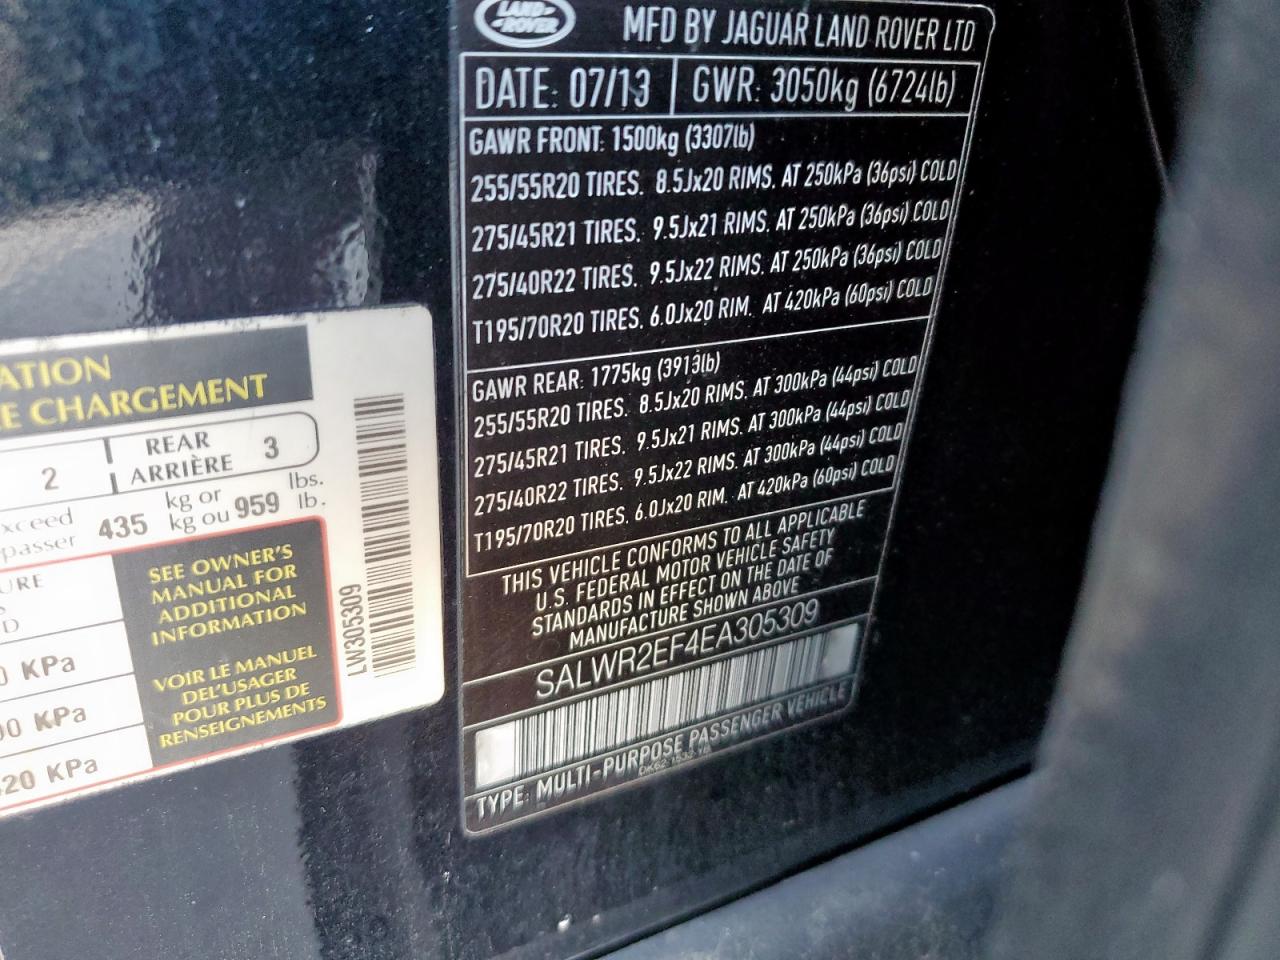 LAND-
-ROVER
MFD BY JAGUAR LAND ROVER LTD
DATE: 07/13
GWR: 3050kg (6724lb)
GAWR FRONT: 1500kg (3307lb)
255/55R20 TIRES. 8.5Jx20 RIMS. AT 250kPa (36psi) COLD
275/45R21 TIRES. 9.5Jx21 RIMS. AT 250kPa (36psi) COLD
275/40R22 TIRES. 9.5Jx22 RIMS. AT 250kPa (36psi) COLD
T195/70R20 TIRES. 6.0Jx20 RIM. AT 420kPa (60psi) COLD
GAWR REAR: 1775kg (3913lb)
255/55R20 TIRES. 8.5Jx20 RIMS. AT 300kPa (44psi) COLD
275/45R21 TIRES. 9.5Jx21 RIMS. AT 300kPa (44psi) COLD
275/40R22 TIRES. 9.5Jx22 RIMS. AT 300kPa (44psi) COLD
T195/70R20 TIRES. 6.0Jx20 RIM. AT 420kPa (60psi) COLD
THIS VEHICLE CONFORMS TO ALL APPLICABLE
U.S. FEDERAL MOTOR VEHICLE SAFETY
STANDARDS IN EFFECT ON THE DATE OF
MANUFACTURE SHOWN ABOVE
SALWR2EF4EA305309
TYPE: MULTI-PURPOSE PASSENGER VEHICLE
ATION
E CHARGEMENT
2
REAR
ARRIÈRE 3
xceed 435 kg or 959 lbs.
passer kg ou lb.
URE
S
D
0 KPa
00 KPa
20 KPa
SEE OWNER'S
MANUAL FOR
ADDITIONAL
INFORMATION
VOIR LE MANUEL
DEL'USAGER
POUR PLUS DE
RENSEIGNEMENTS
LW305309